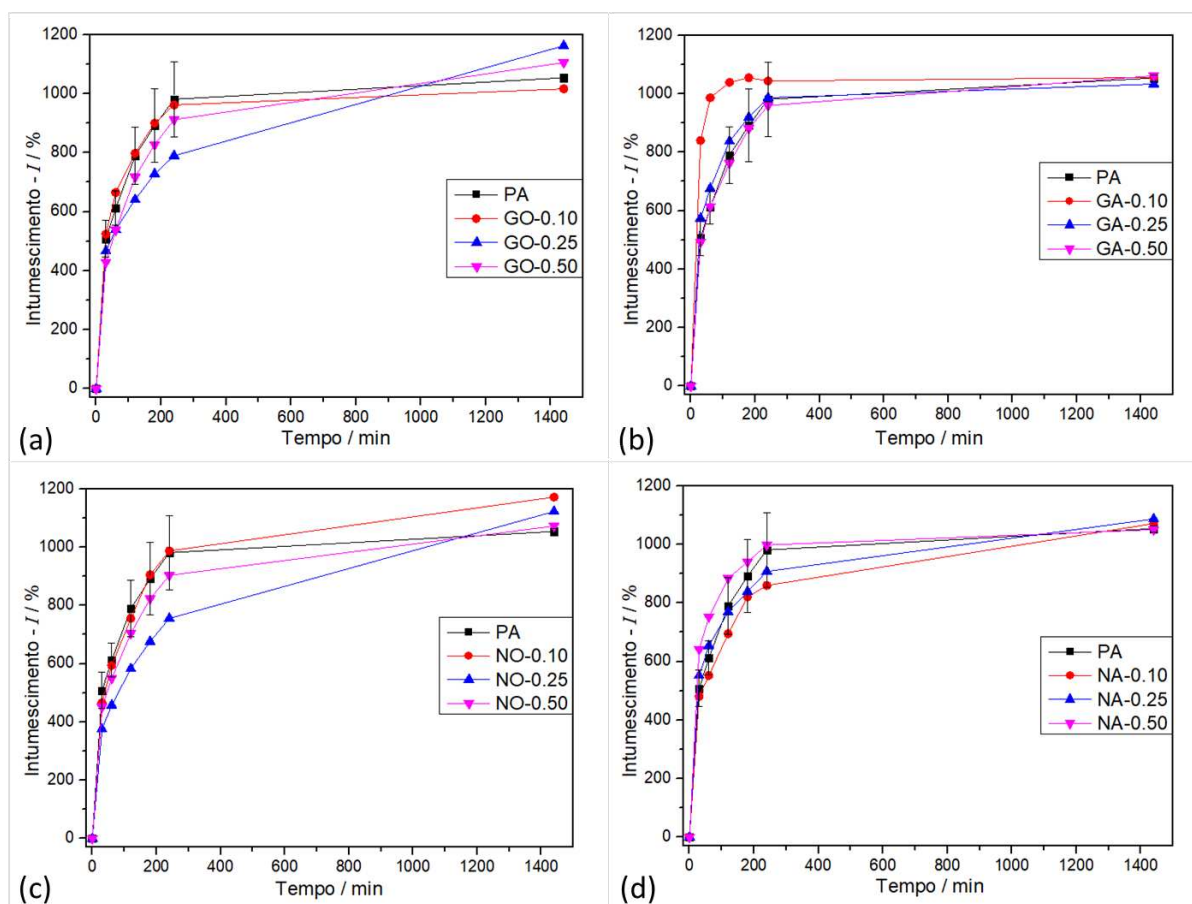 1200
1000
800
600
400
200
0
Intumescimento - I / %
PA
GO-0.10
GO-0.25
GO-0.50
0 200 400 600 800 1000 1200 1400
Tempo / min
(a)
1200
1000
800
600
400
200
0
Intumescimento - I / %
PA
GA-0.10
GA-0.25
GA-0.50
0 200 400 600 800 1000 1200 1400
Tempo / min
(b)
1200
1000
800
600
400
200
0
Intumescimento - I / %
PA
NO-0.10
NO-0.25
NO-0.50
0 200 400 600 800 1000 1200 1400
Tempo / min
(c)
1200
1000
800
600
400
200
0
Intumescimento - I / %
PA
NA-0.10
NA-0.25
NA-0.50
0 200 400 600 800 1000 1200 1400
Tempo / min
(d)